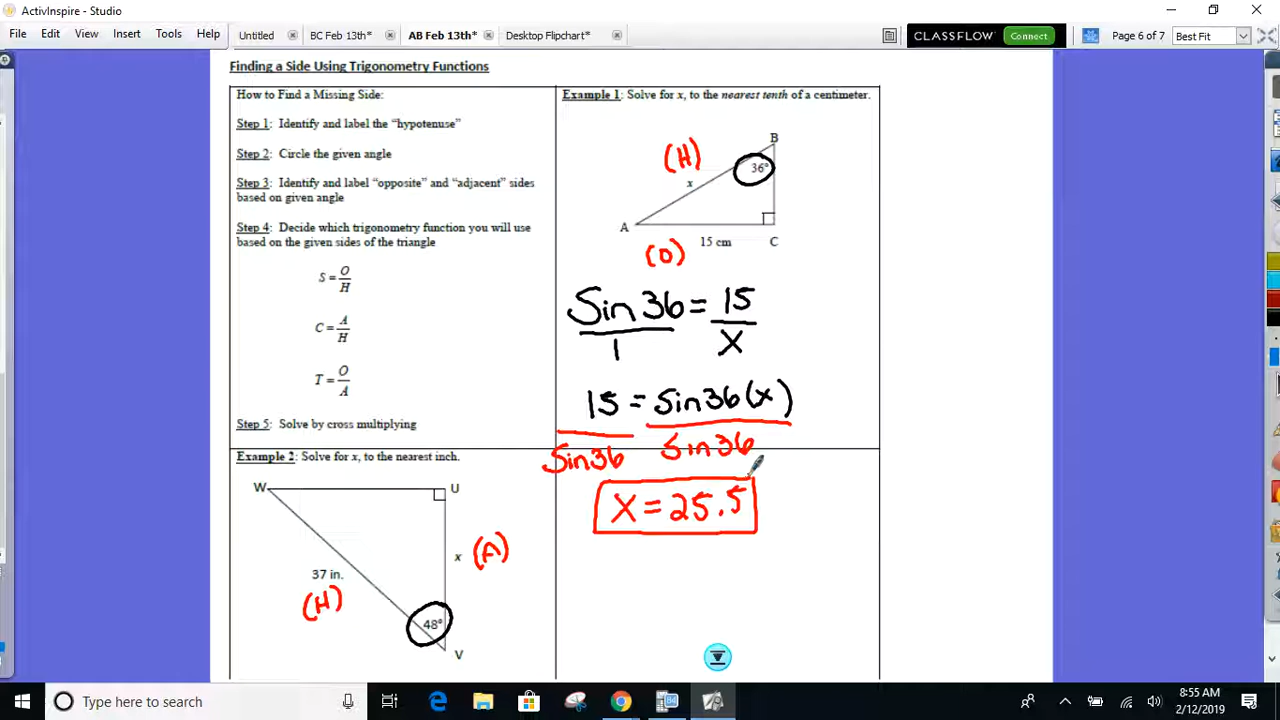 ActivInspire - Studio
File Edit View Insert Tools Help
Untitled
BC Feb 13th*
AB Feb 13th*
Desktop Flipchart*
CLASSFLOW
Connect
Page 6 of 7
Best Fit
Finding a Side Using Trigonometry Functions
How to Find a Missing Side:
Step 1: Identify and label the “hypotenuse”
Step 2: Circle the given angle
Step 3: Identify and label “opposite” and “adjacent” sides
based on given angle
Step 4: Decide which trigonometry function you will use
based on the given sides of the triangle
S = O/H
C = A/H
T = O/A
Step 5: Solve by cross multiplying
Example 1: Solve for x, to the nearest tenth of a centimeter.
B
(H)
36°
x
A
15 cm
C
(O)
Sin 36 = 15
1 X
15 = Sin36(x)
Sin36 Sin36
X = 25.5
Example 2: Solve for x, to the nearest inch.
W
U
x (A)
37 in.
(H)
48°
V
Type here to search
8:55 AM
2/12/2019